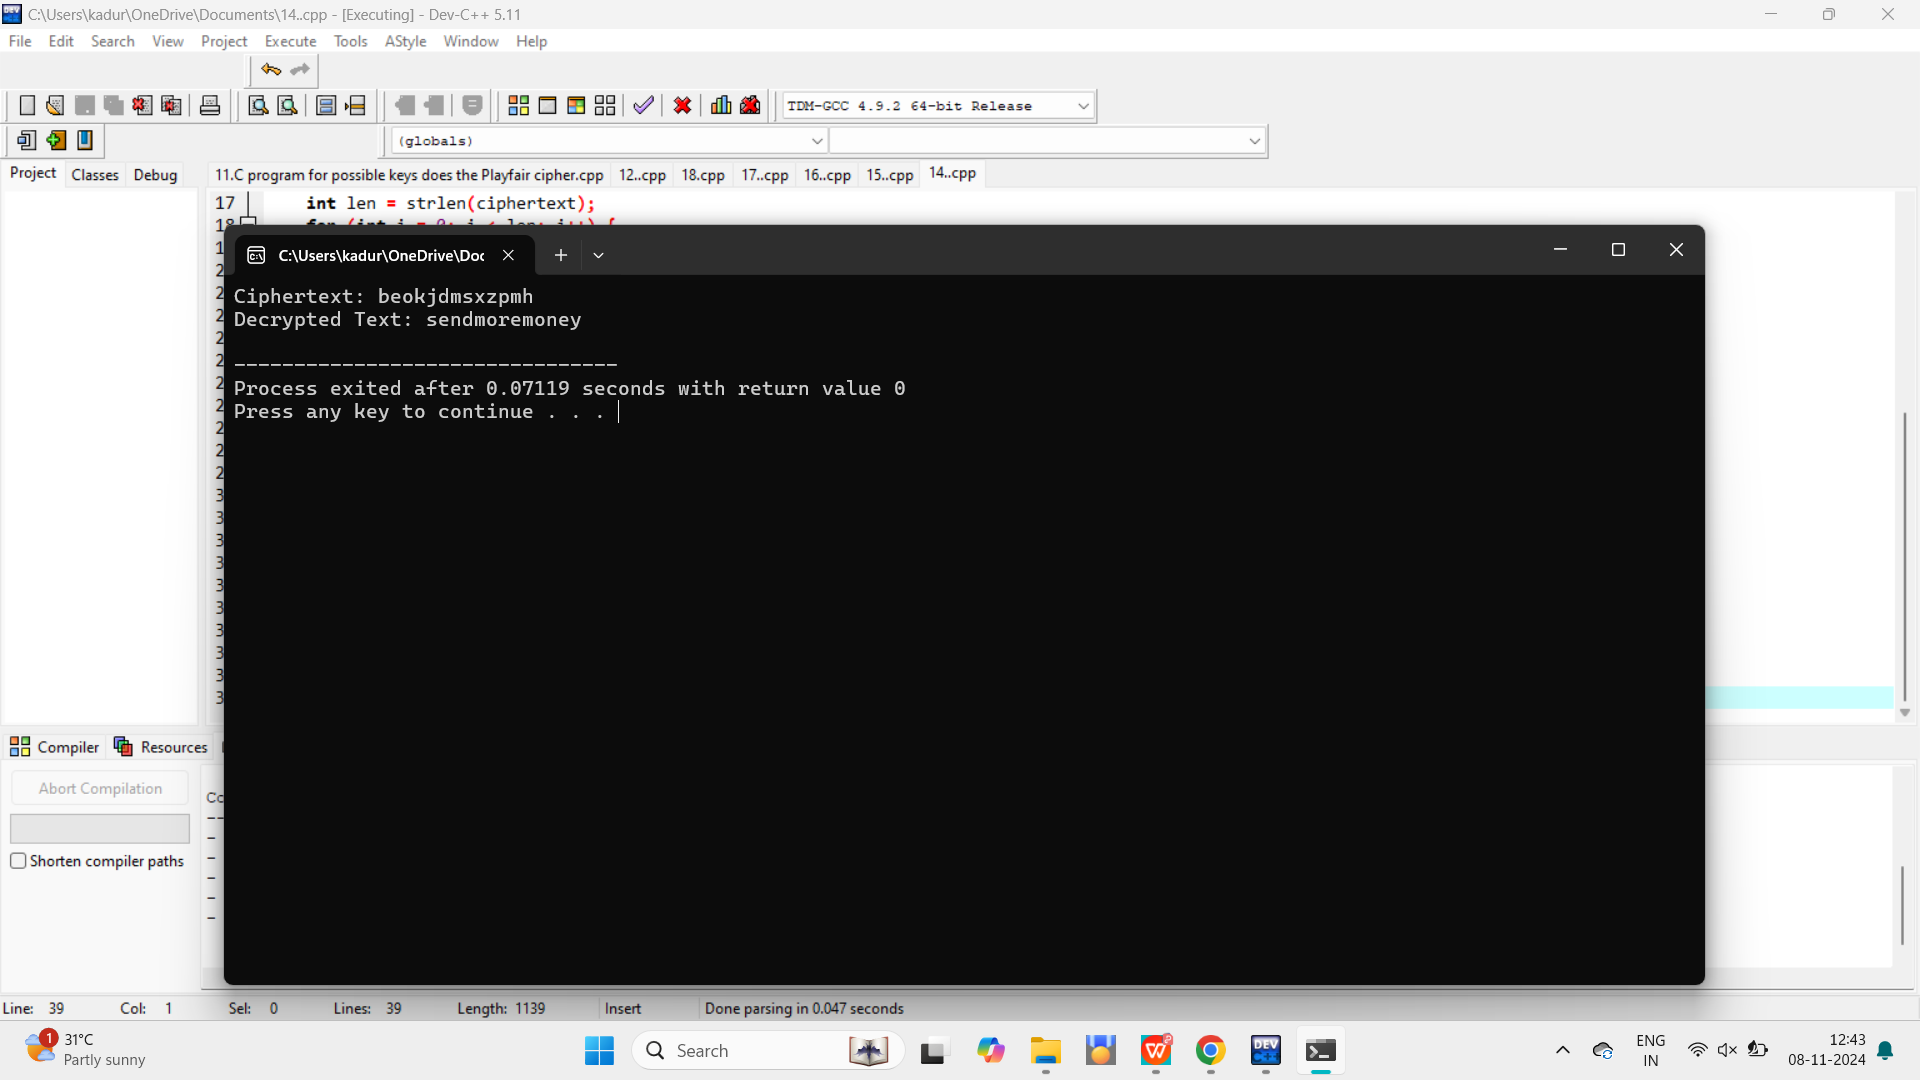 C:\Users\kadur\OneDrive\Documents\14..cpp - [Executing] - Dev-C++ 5.11
File Edit Search View Project Execute Tools AStyle Window Help
TDM-GCC 4.9.2 64-bit Release
(globals)
Project Classes Debug
11.C program for possible keys does the Playfair cipher.cpp 12..cpp 18.cpp 17..cpp 16..cpp 15..cpp 14..cpp
17 int len = strlen(ciphertext);
C:\Users\kadur\OneDrive\Doc
Ciphertext: beokjdmsxzpmh
Decrypted Text: sendmoremoney
--------------------------------
Process exited after 0.07119 seconds with return value 0
Press any key to continue . . .
Compiler Resources
Abort Compilation
Shorten compiler paths
Line: 39 Col: 1 Sel: 0 Lines: 39 Length: 1139 Insert Done parsing in 0.047 seconds
1 31°C
Partly sunny
Search
DEV
ENG
IN
12:43
08-11-2024